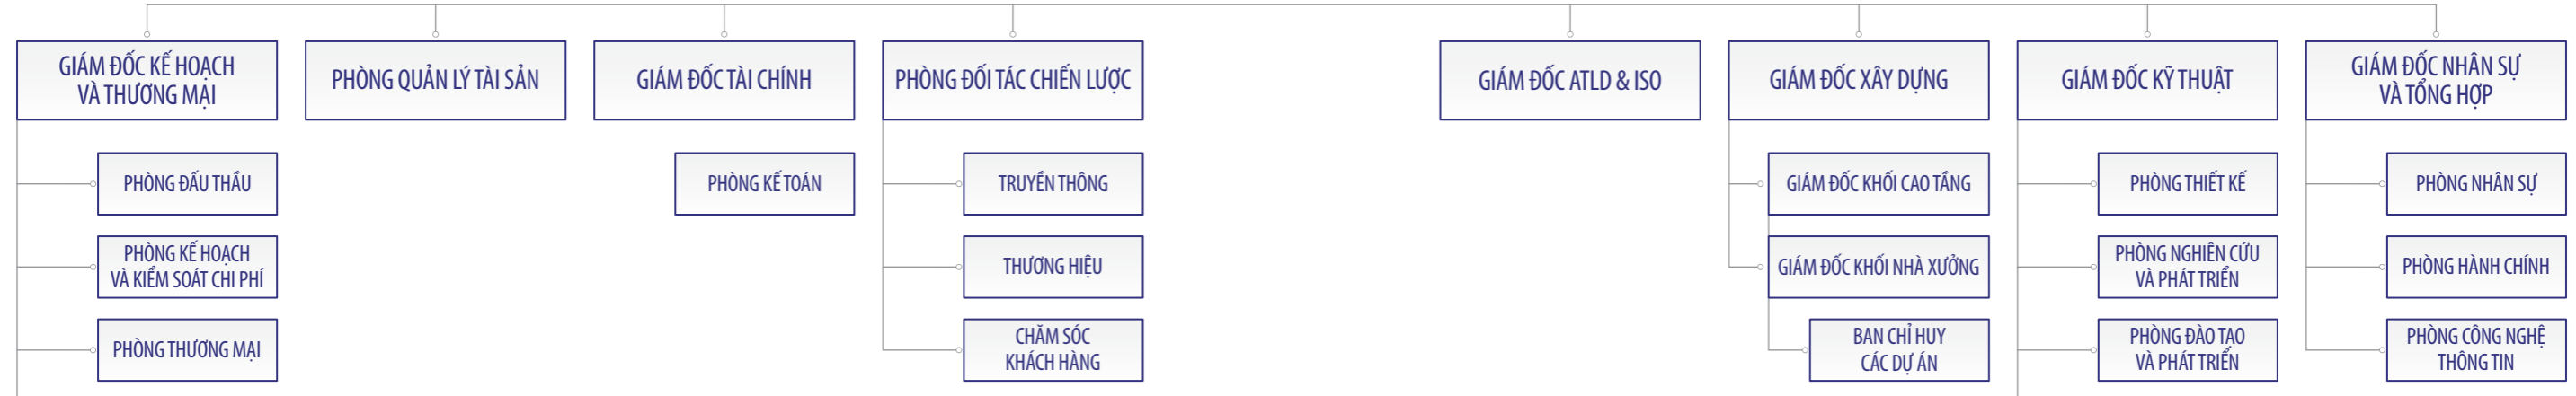 GIÁM ĐỐC KẾ HOẠCH
VÀ THƯƠNG MẠI
PHÒNG QUẢN LÝ TÀI SẢN
GIÁM ĐỐC TÀI CHÍNH
PHÒNG ĐỐI TÁC CHIẾN LƯỢC
GIÁM ĐỐC ATLD & ISO
GIÁM ĐỐC XÂY DỰNG
GIÁM ĐỐC KỸ THUẬT
GIÁM ĐỐC NHÂN SỰ
VÀ TỔNG HỢP
PHÒNG ĐẤU THẦU
PHÒNG KẾ TOÁN
TRUYỀN THÔNG
GIÁM ĐỐC KHỐI CAO TẦNG
PHÒNG THIẾT KẾ
PHÒNG NHÂN SỰ
PHÒNG KẾ HOẠCH
VÀ KIỂM SOÁT CHI PHÍ
THƯƠNG HIỆU
GIÁM ĐỐC KHỐI NHÀ XƯỞNG
PHÒNG NGHIÊN CỨU
VÀ PHÁT TRIỂN
PHÒNG HÀNH CHÍNH
PHÒNG THƯƠNG MẠI
CHĂM SÓC
KHÁCH HÀNG
BAN CHỈ HUY
CÁC DỰ ÁN
PHÒNG ĐÀO TẠO
VÀ PHÁT TRIỂN
PHÒNG CÔNG NGHỆ
THÔNG TIN